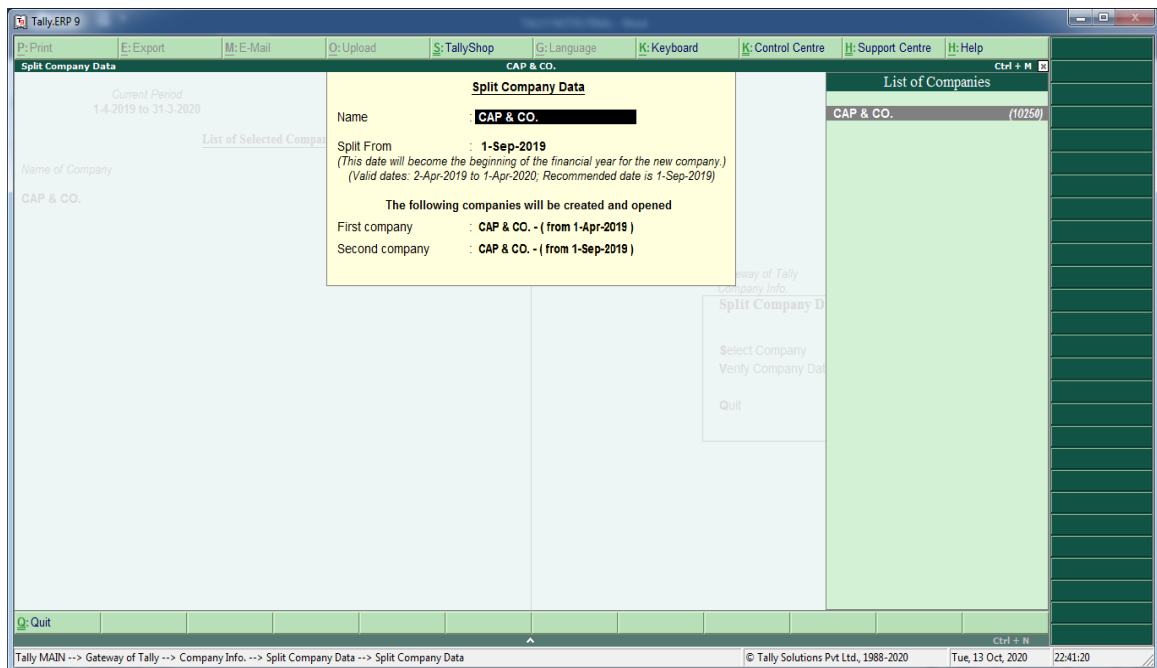 Tally.ERP 9
P: Print E: Export M: E-Mail O: Upload S: TallyShop G: Language K: Keyboard K: Control Centre H: Support Centre H: Help
Split Company Data CAP & CO. Ctrl + M
Current Period
1-4-2019 to 31-3-2020
List of Selected Compan
Name of Company
CAP & CO.
Split Company Data
Name : CAP & CO.
Split From : 1-Sep-2019
(This date will become the beginning of the financial year for the new company.)
(Valid dates: 2-Apr-2019 to 1-Apr-2020; Recommended date is 1-Sep-2019)
The following companies will be created and opened
First company : CAP & CO. - ( from 1-Apr-2019 )
Second company : CAP & CO. - ( from 1-Sep-2019 )
eway of Tally
Company Info.
Split Company D
Select Company
Verify Company Dat
Quit
List of Companies
CAP & CO. (10250)
Q: Quit
Ctrl + N
Tally MAIN --> Gateway of Tally --> Company Info. --> Split Company Data --> Split Company Data © Tally Solutions Pvt Ltd., 1988-2020 Tue, 13 Oct, 2020 22:41:20